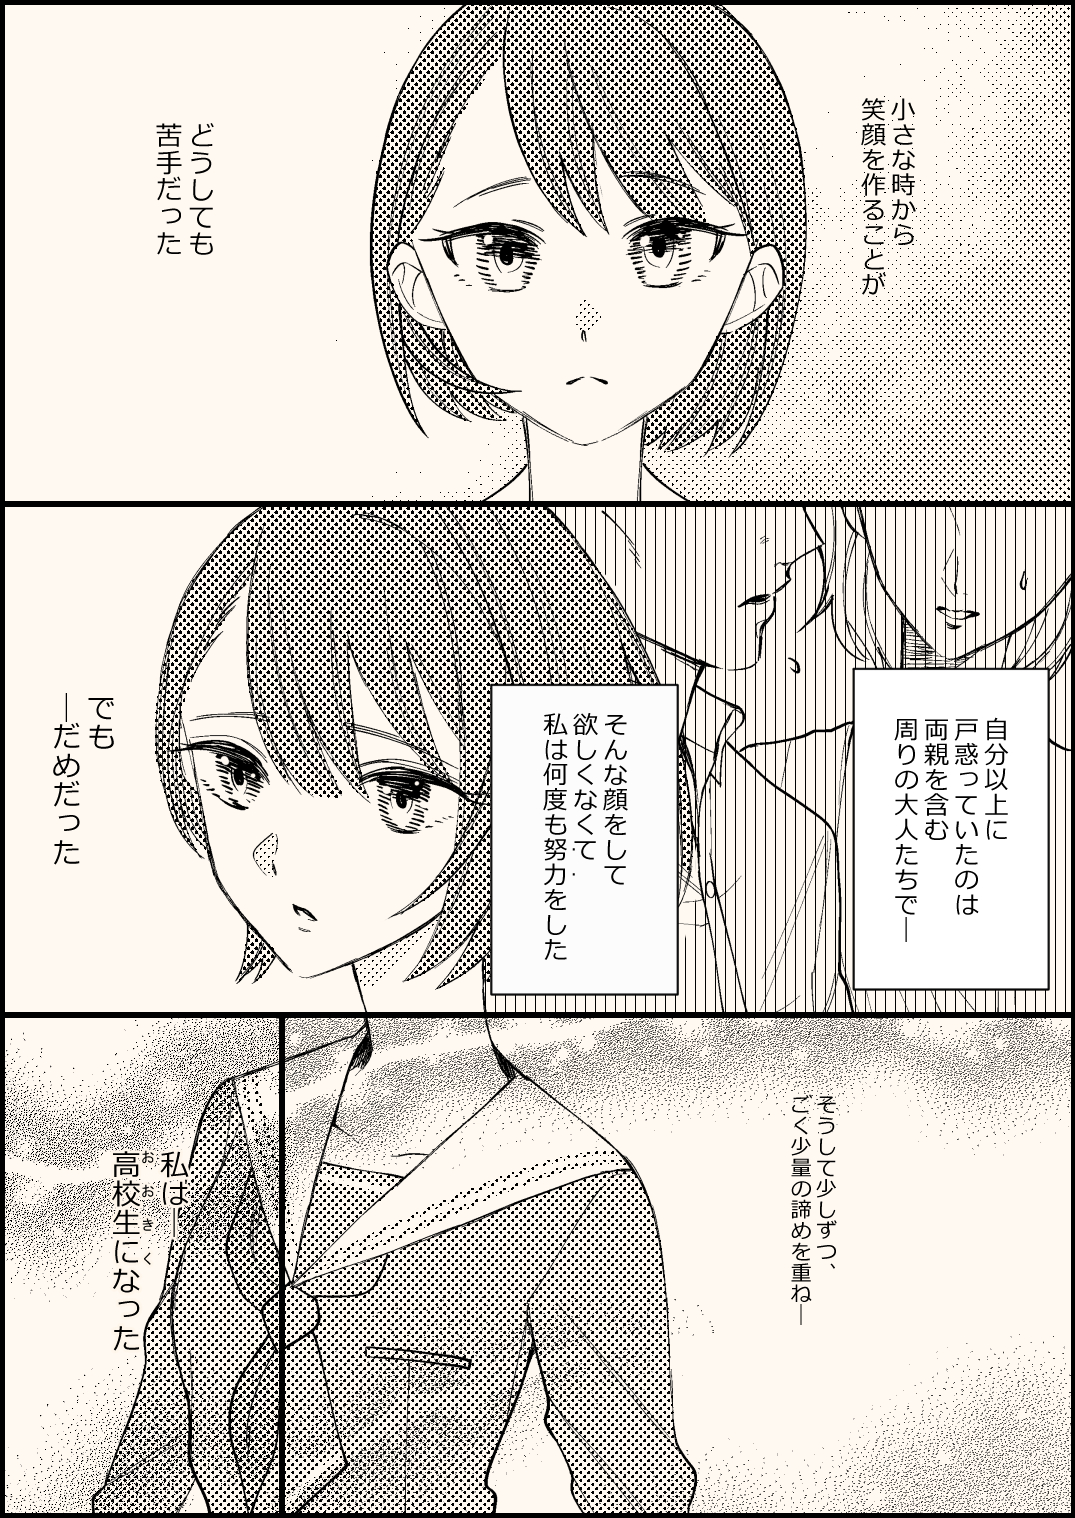 小さな時から
笑顔を作ることが
どうしても
苦手だった
自分以上に
戸惑っていたのは
両親を含む
周りの大人たちで―
そんな顔をして
欲しくなくて
私は何度も努力をした
でも
―だめだった
そうして少しずつ、
ごく少量の諦めを重ね―
私は―
高校生になった
おおきく